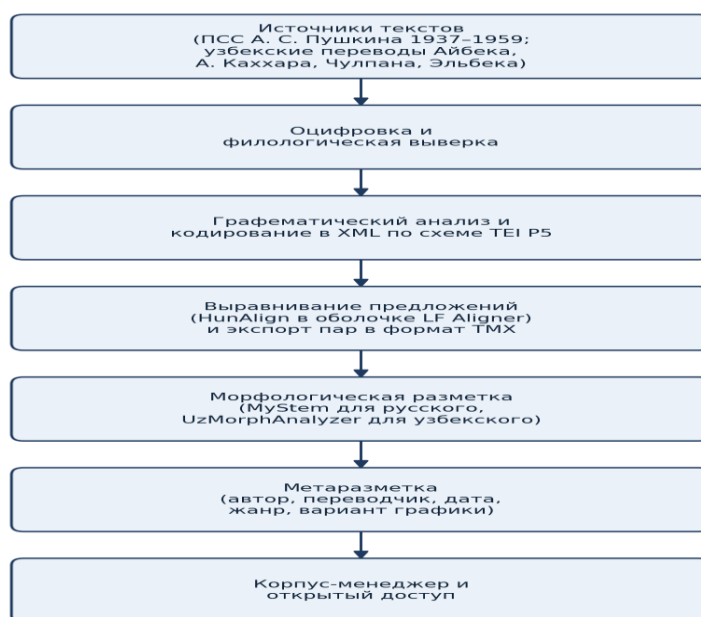 Источники текстов
(ПСС А. С. Пушкина 1937–1959;
узбекские переводы Айбека,
А. Каххара, Чулпана, Эльбека)
Оцифровка и
филологическая выверка
Графематический анализ и
кодирование в XML по схеме TEI P5
Выравнивание предложений
(HunAlign в оболочке LF Aligner)
и экспорт пар в формат TMX
Морфологическая разметка
(MyStem для русского,
UzMorphAnalyzer для узбекского)
Метаразметка
(автор, переводчик, дата,
жанр, вариант графики)
Корпус-менеджер и
открытый доступ